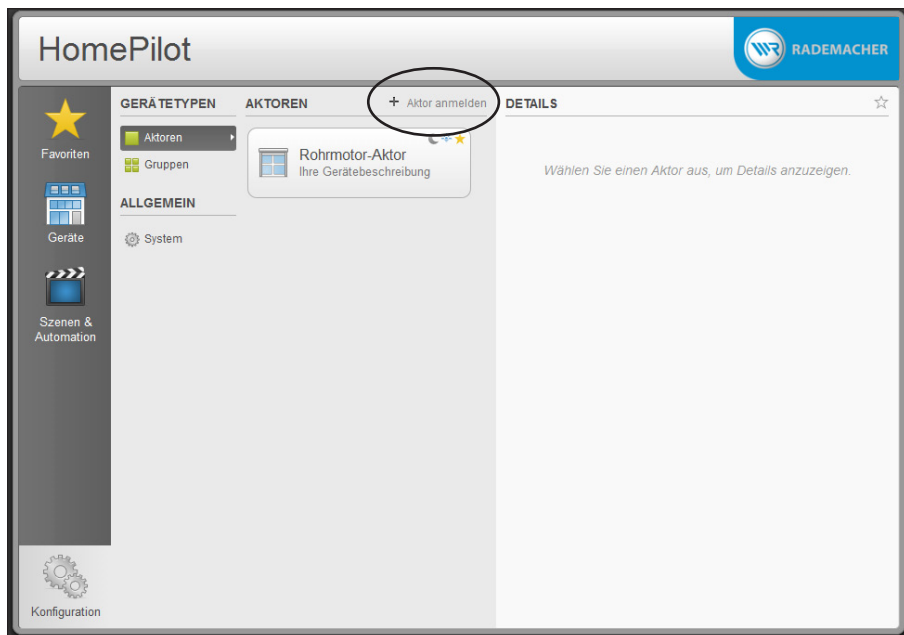 HomePilot
WR RADEMACHER
Favoriten
Geräte
Szenen &
Automation
Konfiguration
GERÄTETYPEN
Aktoren
Gruppen
ALLGEMEIN
System
AKTOREN
+ Aktor anmelden
Rohrmotor-Aktor
Ihre Gerätebeschreibung
DETAILS
Wählen Sie einen Aktor aus, um Details anzuzeigen.